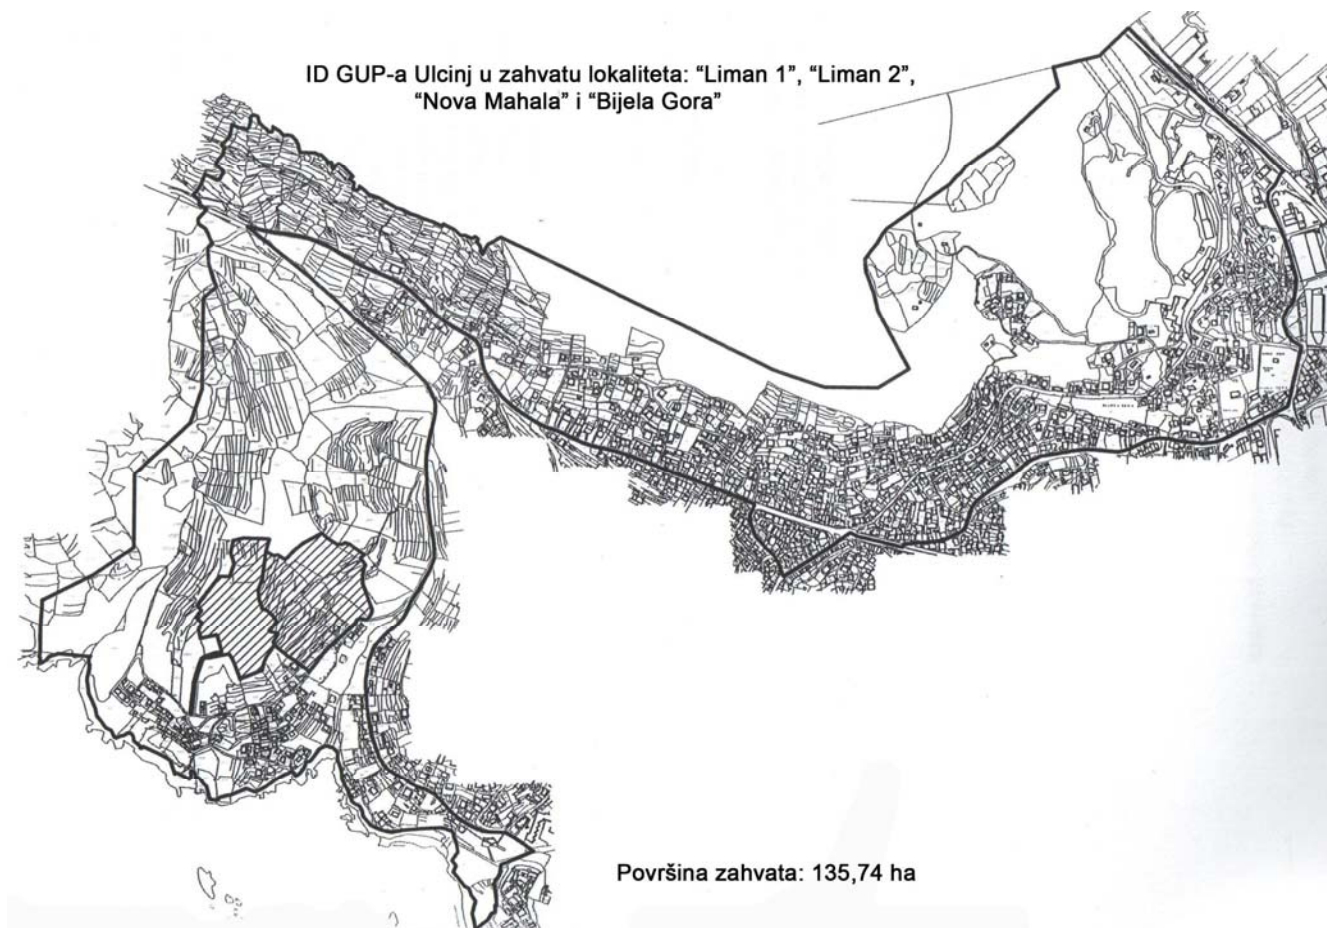 ID GUP-a Ulcinj u zahvatu lokaliteta: “Liman 1”, “Liman 2”,
“Nova Mahala” i “Bijela Gora”
Površina zahvata: 135,74 ha